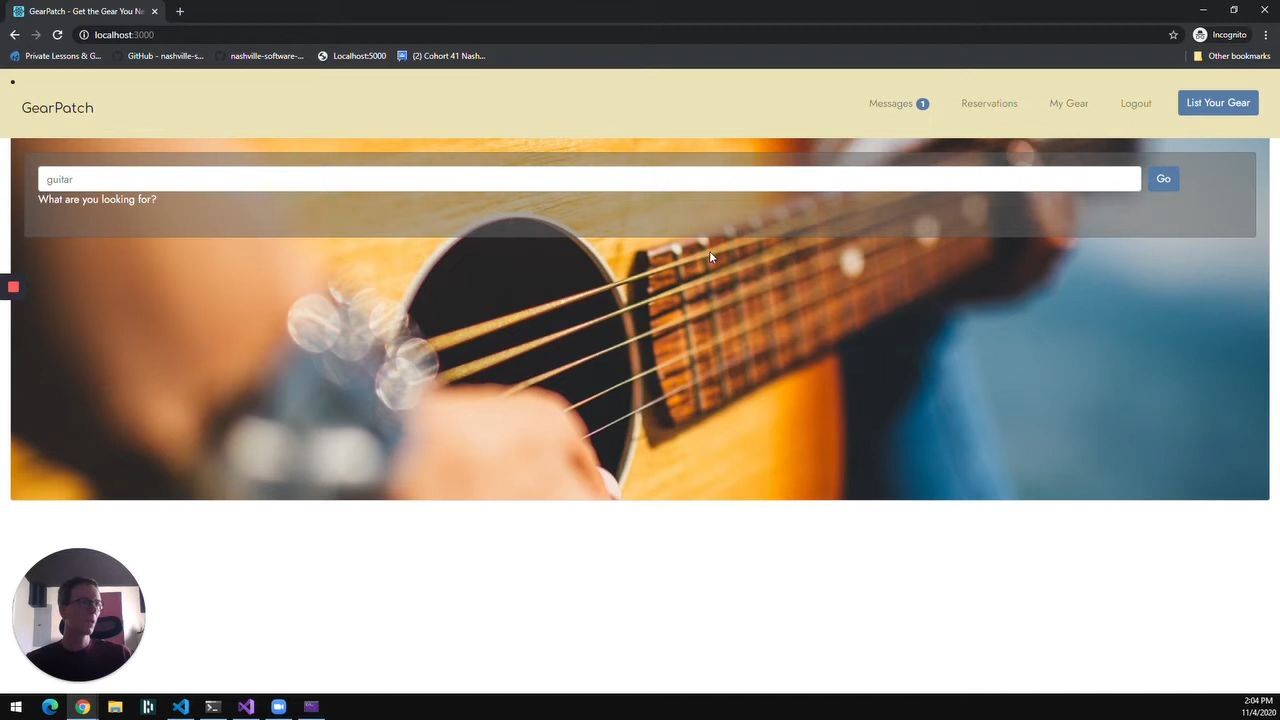 GearPatch - Get the Gear You Ne
localhost:3000
Incognito
Private Lessons & G...
GitHub - nashville-s...
nashville-software-...
Localhost:5000
(2) Cohort 41 Nash...
Other bookmarks
GearPatch
Messages 1
Reservations
My Gear
Logout
List Your Gear
guitar
Go
What are you looking for?
2:04 PM
11/4/2020